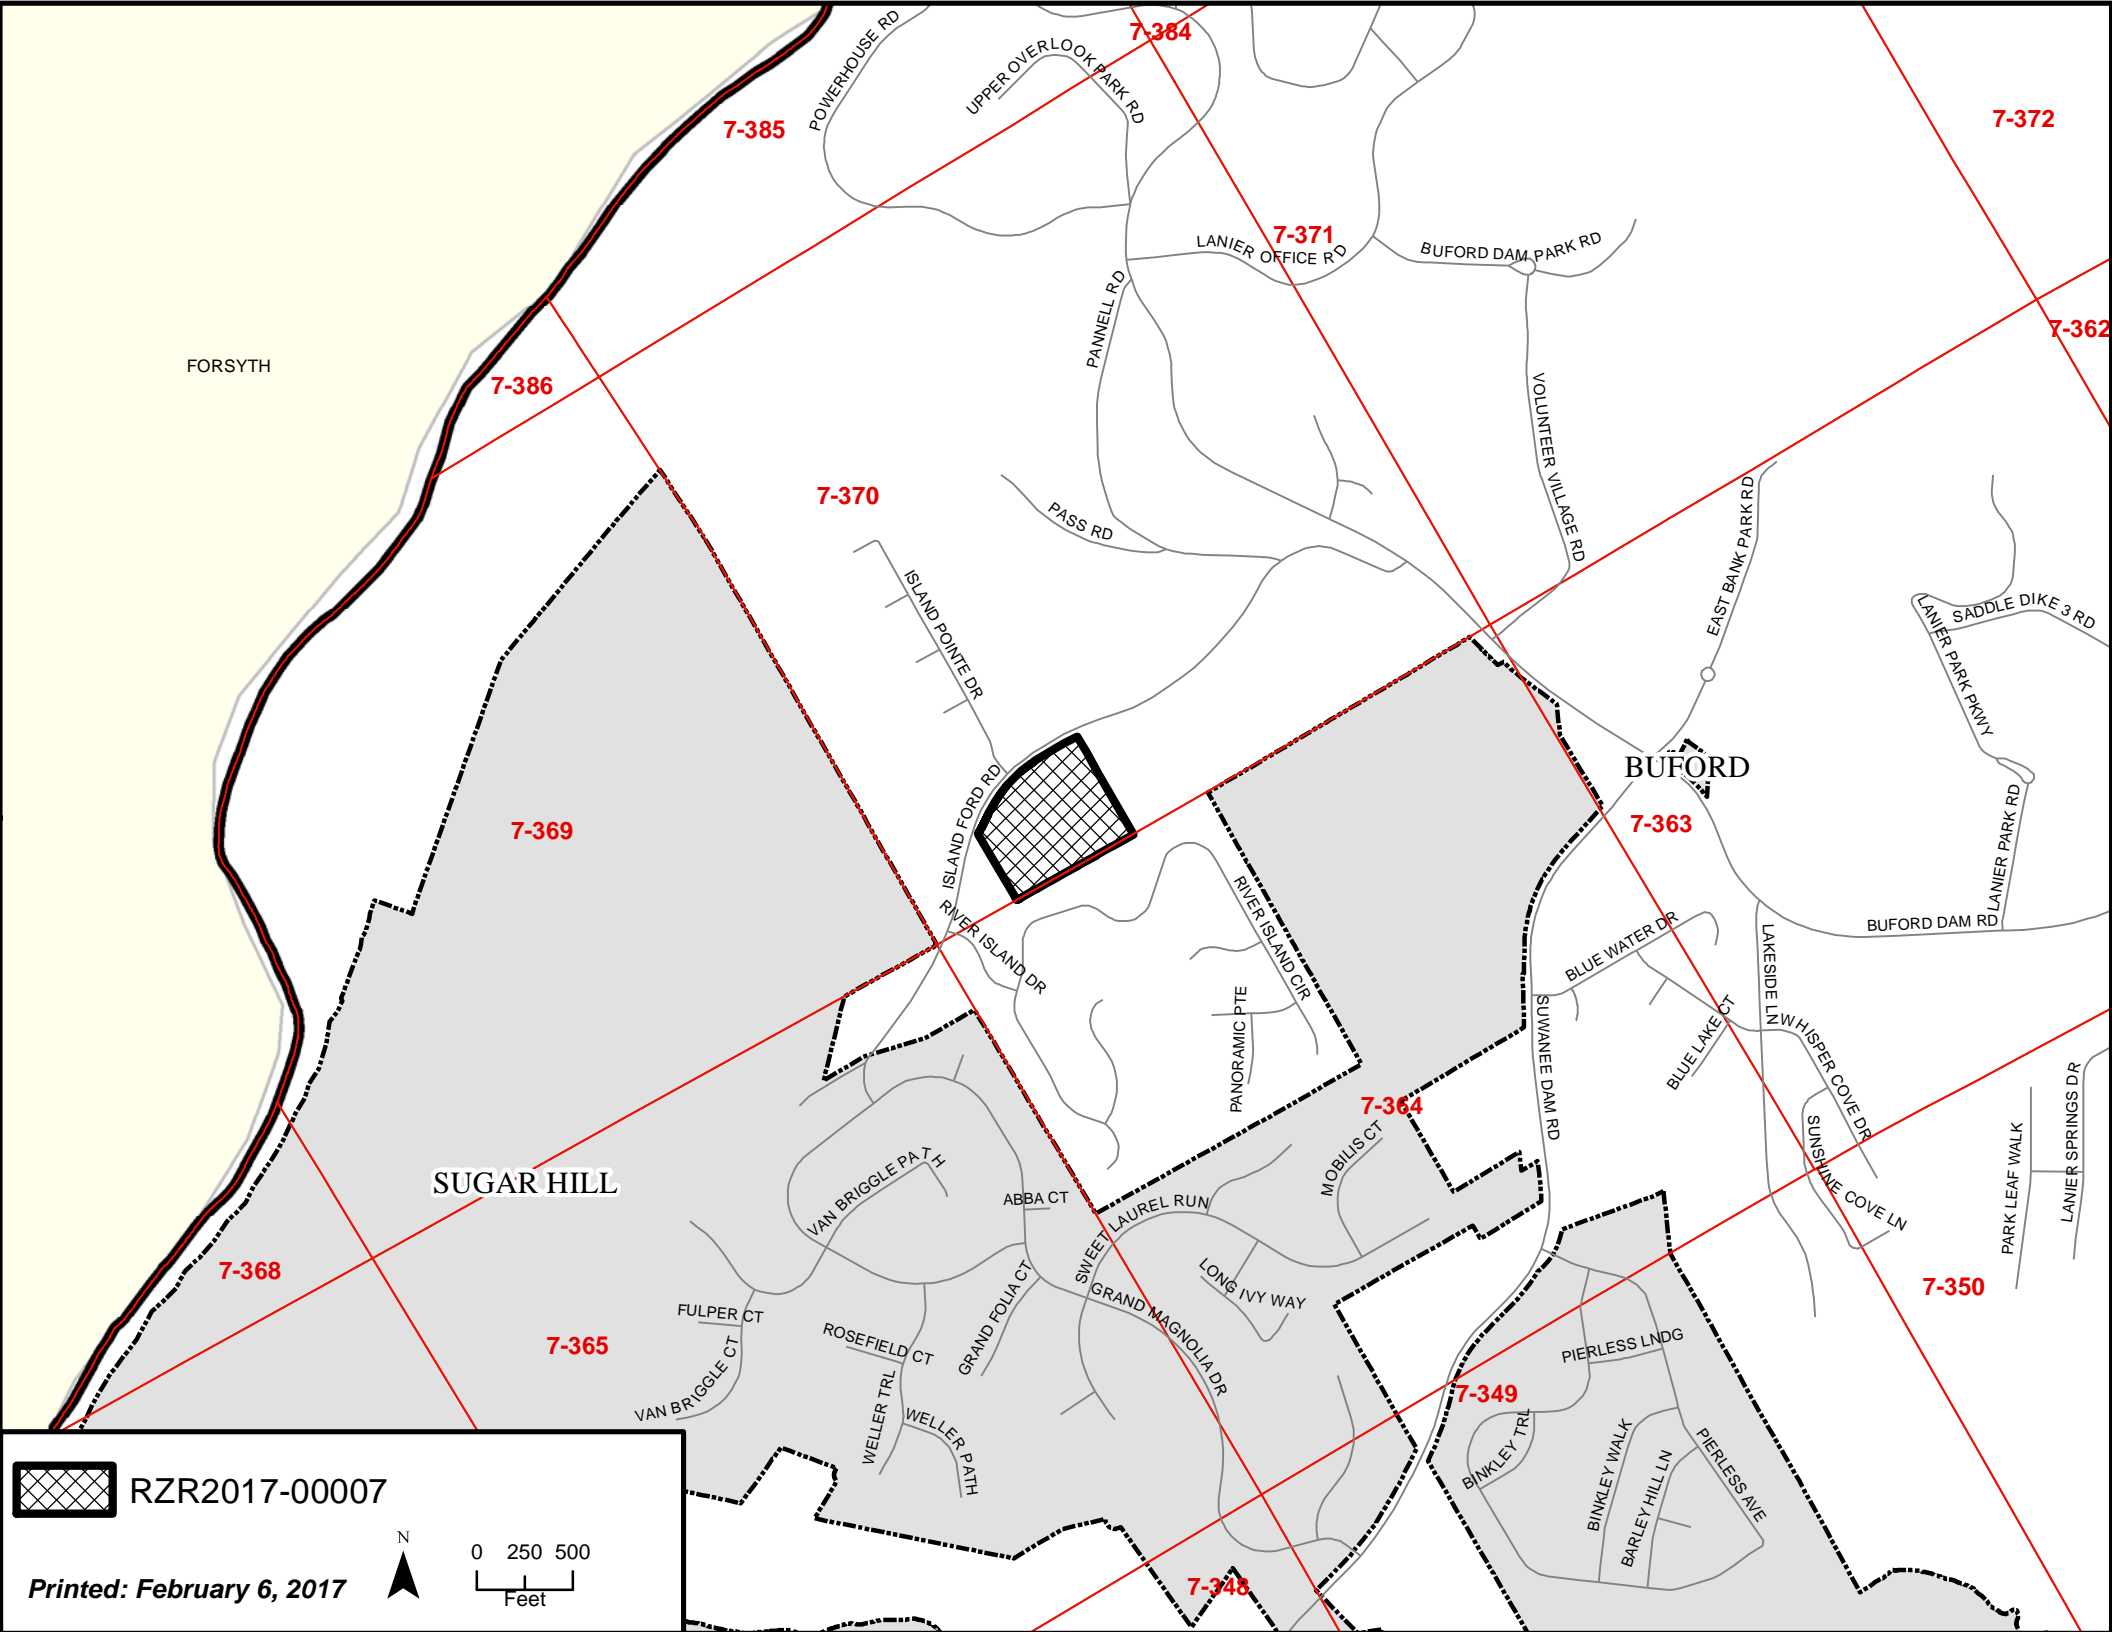 7-384
POWERHOUSE RD
UPPER OVERLOOK PARK RD
7-385
7-372
7-371
LANIER OFFICE RD
BUFORD DAM PARK RD
PANNELL RD
7-362
FORSYTH
7-386
VOLUNTEER VILLAGE RD
7-370
PASS RD
EAST BANK PARK RD
ISLAND POINTE DR
LANIER PARK PKWY
SADDLE DIKE 3 RD
BUFORD
7-369
ISLAND FORD RD
7-363
LANIER PARK RD
RIVER ISLAND DR
RIVER ISLAND CIR
BLUE WATER DR
BUFORD DAM RD
LAKESIDE LN
PANORAMIC PTE
SUWANEE DAM RD
BLUE LAKE CT
WHISPER COVE DR
7-364
MOBILIS CT
SUNSHINE COVE LN
PARK LEAF WALK
LANIER SPRINGS DR
SUGAR HILL
VAN BRIGGLE PATH
ABBA CT
SWEET LAUREL RUN
7-368
LONG IVY WAY
7-350
FULPER CT
GRAND FOLIA CT
GRAND MAGNOLIA DR
7-365
ROSEFIELD CT
PIERLESS LNDG
VAN BRIGGLE CT
WELLER TRL
WELLER PATH
7-349
BINKLEY TRL
BINKLEY WALK
BARLEY HILL LN
PIERLESS AVE
7-348
RZR2017-00007
N
0 250 500
Feet
Printed: February 6, 2017